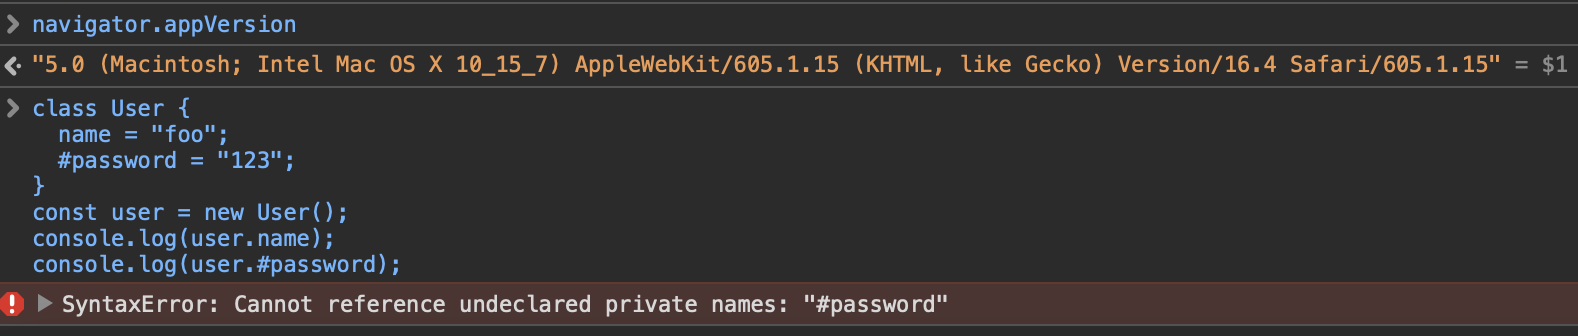 navigator.appVersion
"5.0 (Macintosh; Intel Mac OS X 10_15_7) AppleWebKit/605.1.15 (KHTML, like Gecko) Version/16.4 Safari/605.1.15" = $1
class User {
  name = "foo";
  #password = "123";
}
const user = new User();
console.log(user.name);
console.log(user.#password);
SyntaxError: Cannot reference undeclared private names: "#password"